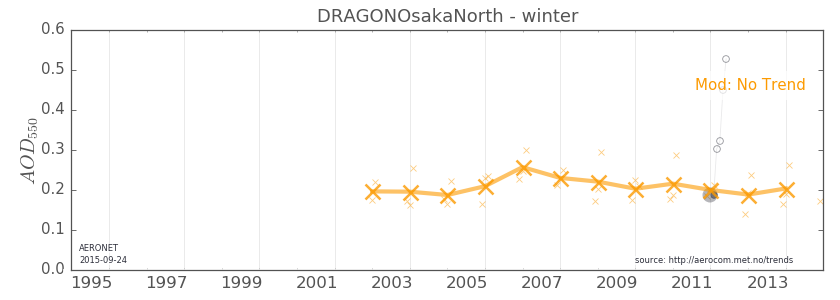 DRAGONOsakaNorth - winter
0.6
0.5
0.4
0.3
0.2
0.1
0.0
AOD550
Mod: No Trend
AERONET
2015-09-24
source: http://aerocom.met.no/trends
1995 1997 1999 2001 2003 2005 2007 2009 2011 2013